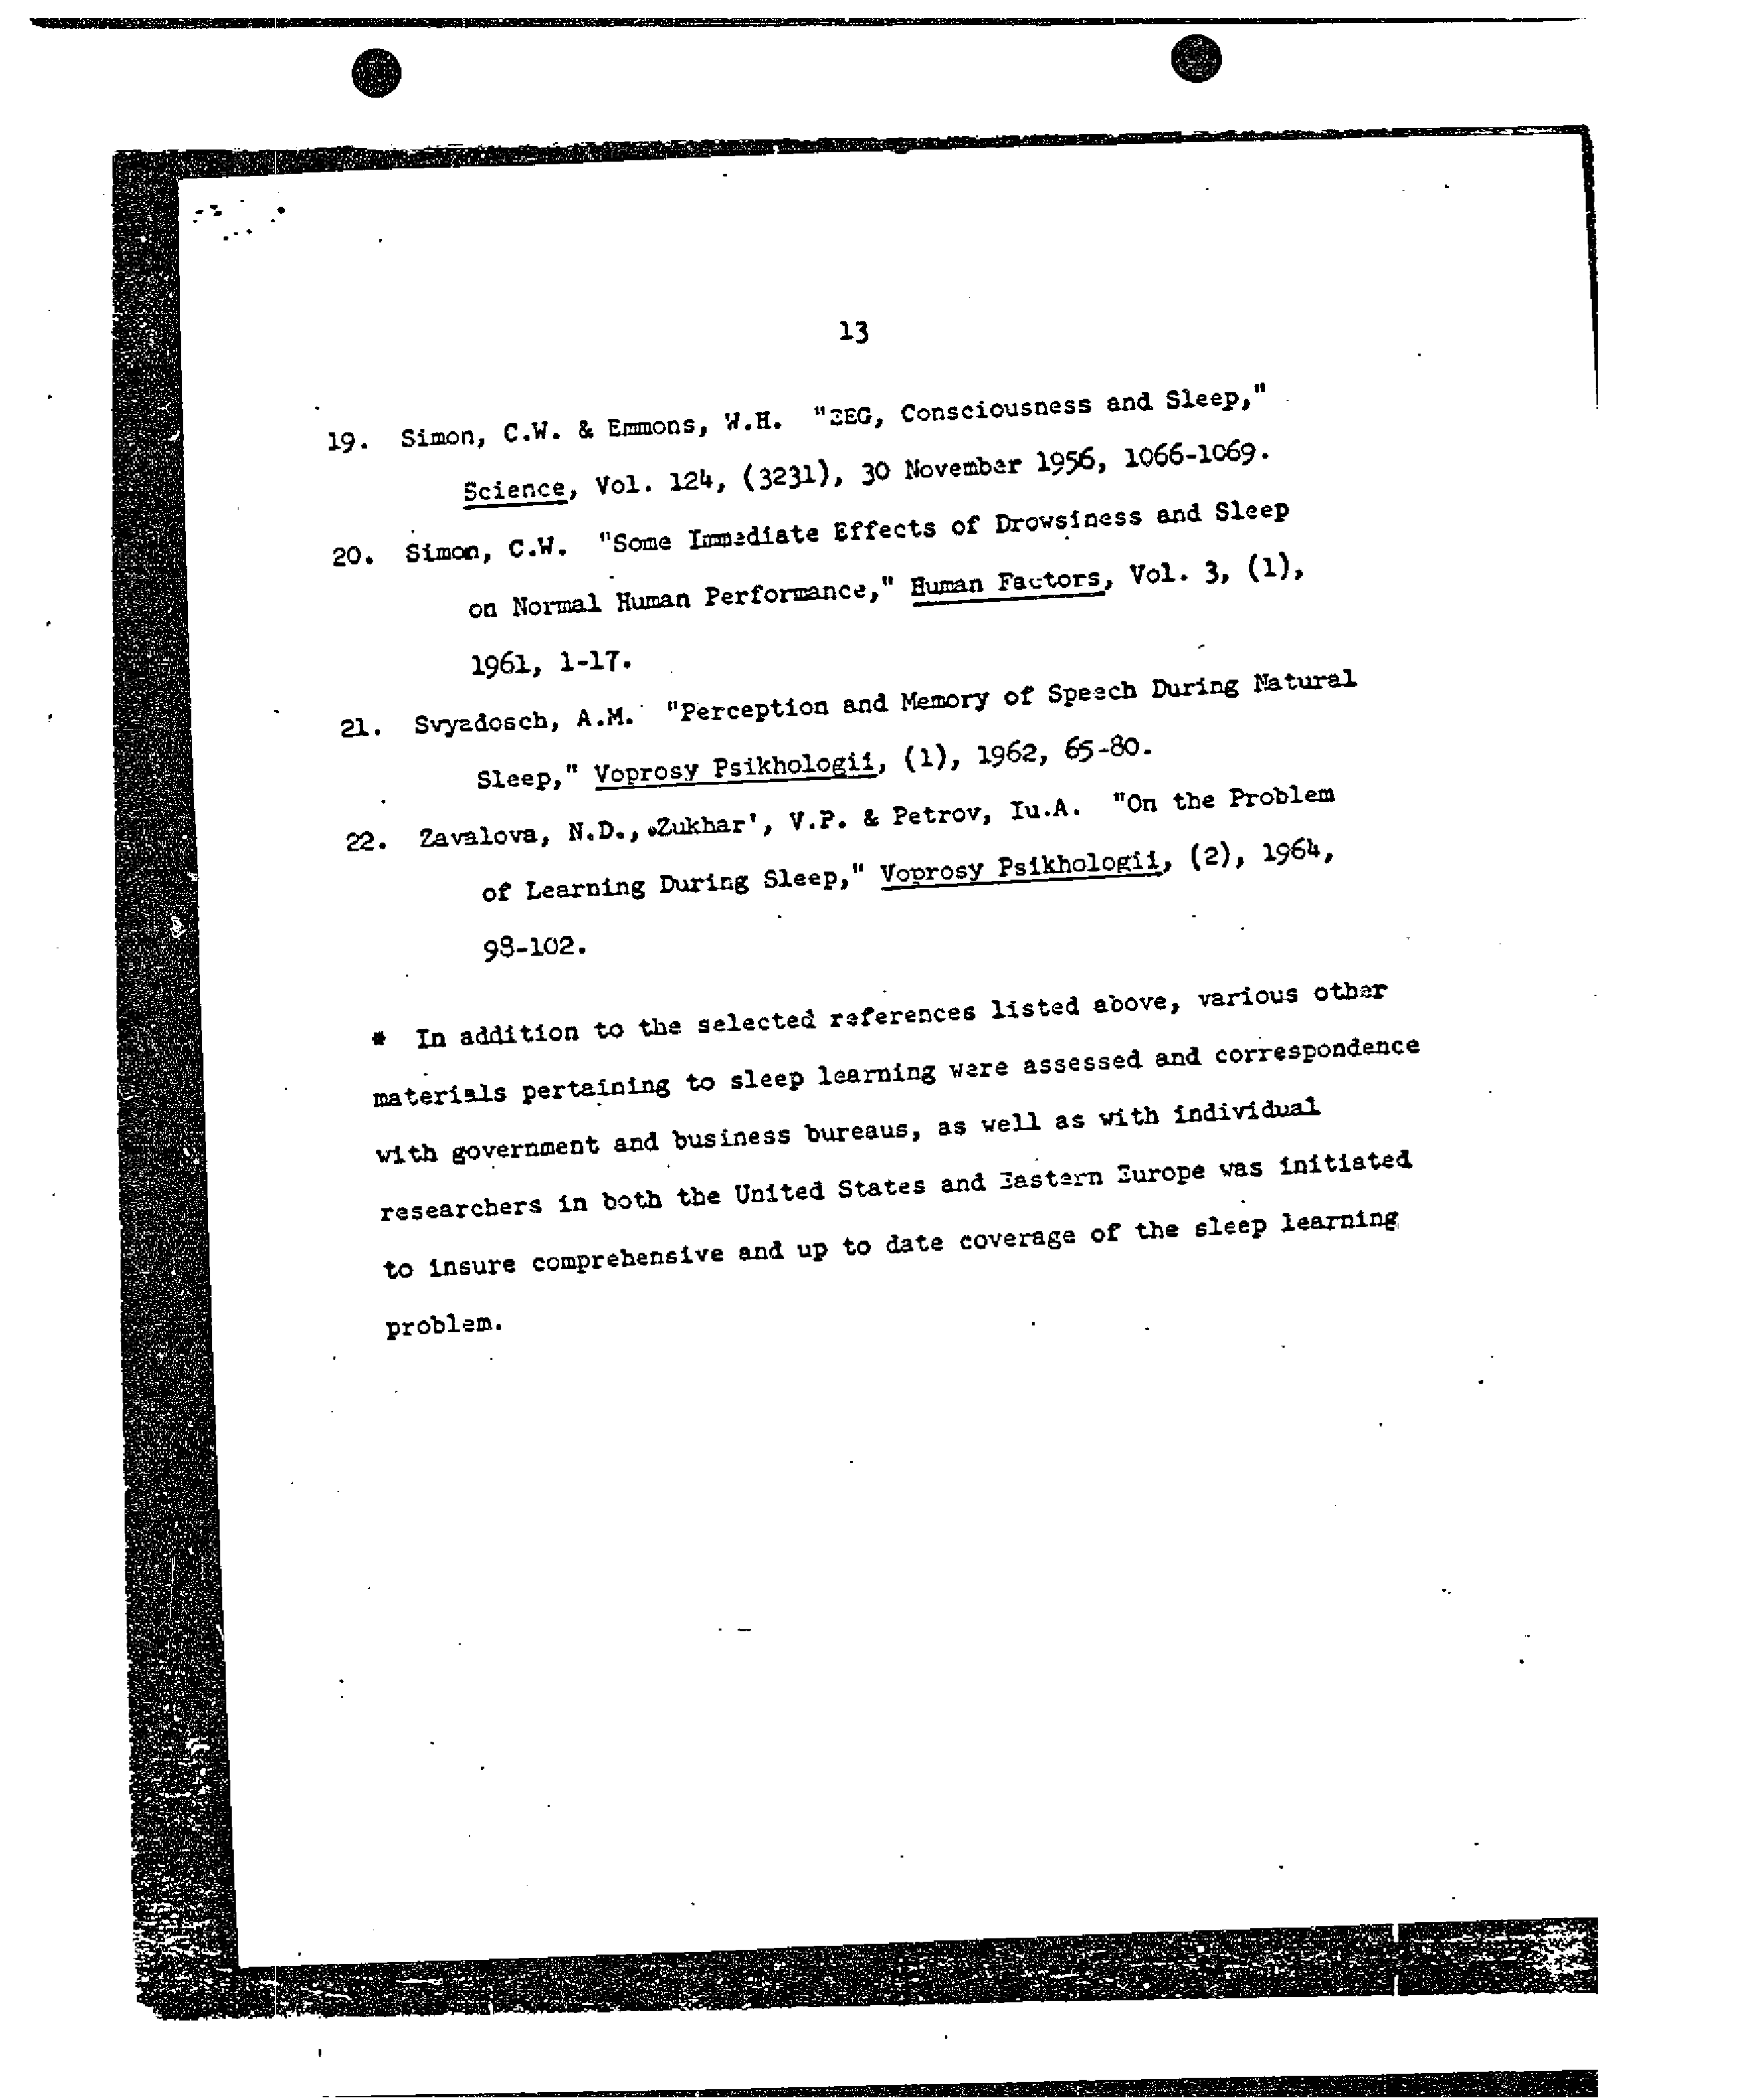 13
19. Simon, C.W. & Emmons, W.H. "EEG, Consciousness and Sleep,"
Science, Vol. 124, (3231), 30 November 1956, 1066-1069.
20. Simon, C.W. "Some Immediate Effects of Drowsiness and Sleep
on Normal Human Performance," Human Factors, Vol. 3, (1),
1961, 1-17.
21. Svyadosch, A.M. "Perception and Memory of Speech During Natural
Sleep," Voprosy Psikhologii, (1), 1962, 65-80.
22. Zavalova, N.D., Zukhar', V.P. & Petrov, Iu.A. "On the Problem
of Learning During Sleep," Voprosy Psikhologii, (2), 1964,
98-102.
* In addition to the selected references listed above, various other
materials pertaining to sleep learning were assessed and correspondence
with government and business bureaus, as well as with individual
researchers in both the United States and Eastern Europe was initiated
to insure comprehensive and up to date coverage of the sleep learning
problem.